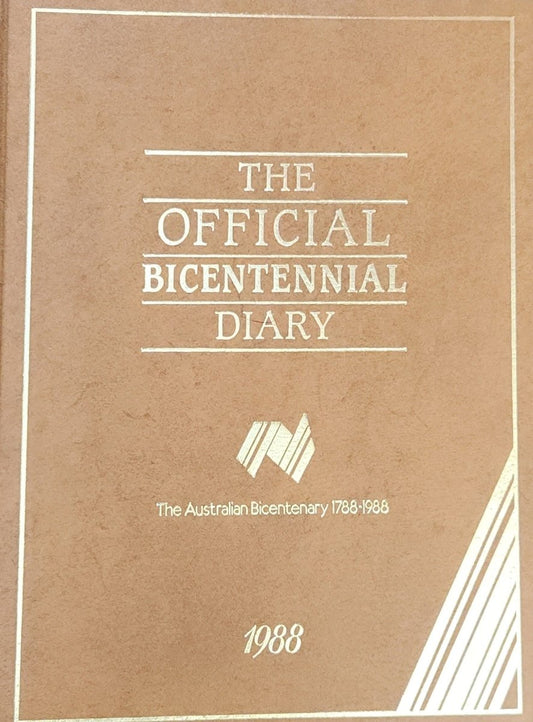 THE
OFFICIAL
BICENTENNIAL
DIARY
The Australian Bicentenary 1788-1988
1988